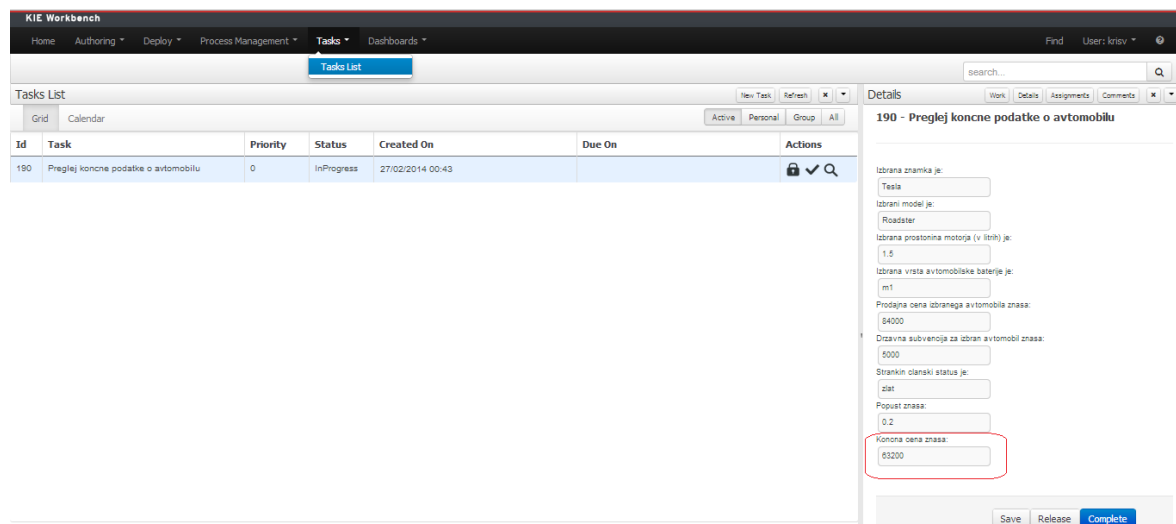 KIE Workbench
Home Authoring Deploy Process Management Tasks Dashboards Find User: krisv
Tasks List
search...
Tasks List New Task Refresh
Details Work Details Assignments Comments
Grid Calendar Active Personal Group All
190 - Preglej koncne podatke o avtomobilu
Id Task Priority Status Created On Due On Actions
190 Preglej koncne podatke o avtomobilu 0 InProgress 27/02/2014 00:43
Izbrana znamka je:
Tesla
Izbrani model je:
Roadster
Izbrana prostonina motorja (v litrih) je:
1.5
Izbrana vrsta avtomobilske baterije je:
m1
Prodajna cena izbranega avtomobila znasa:
84000
Drzavna subvencija za izbran avtomobil znasa:
5000
Strankin clanski status je:
zlat
Popust znasa:
0.2
Koncna cena znasa:
63200
Save Release Complete